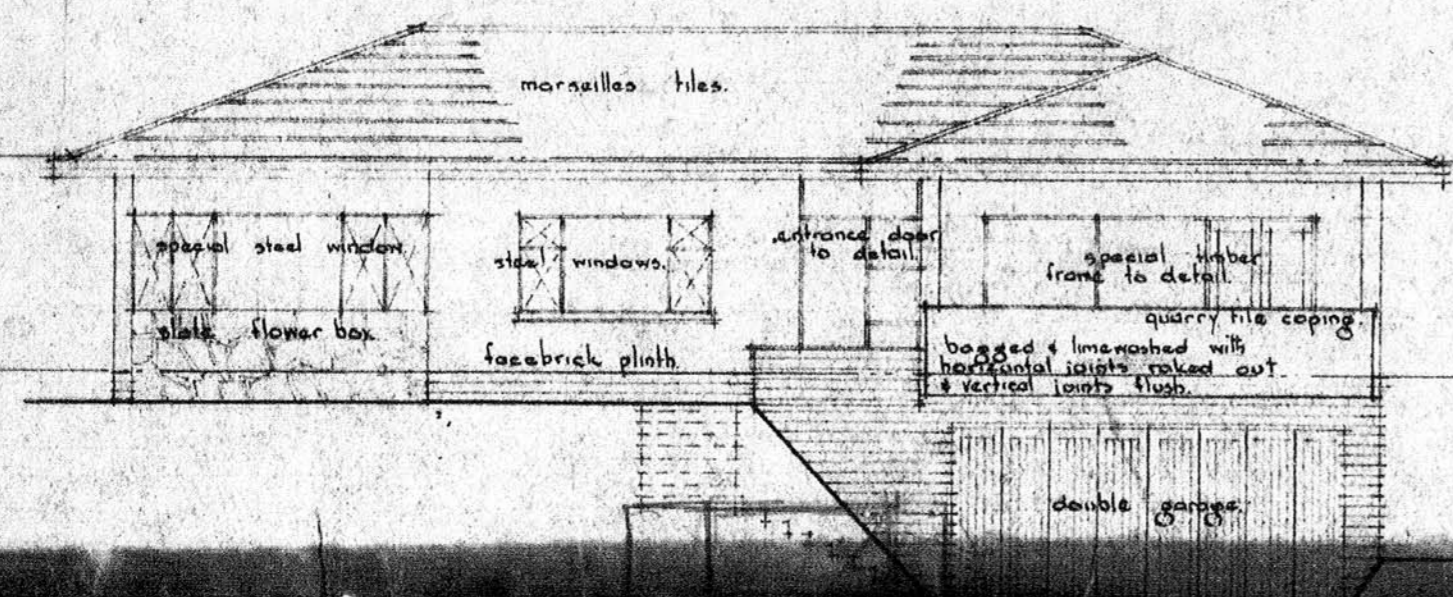 marseilles tiles.
special steel window.
steel windows.
entrance door
to detail.
special timber
frame to detail.
slate flower box.
quarry tile coping.
facebrick plinth.
bagged & limewashed with
horizontal joints raked out
& vertical joints flush.
double garage.